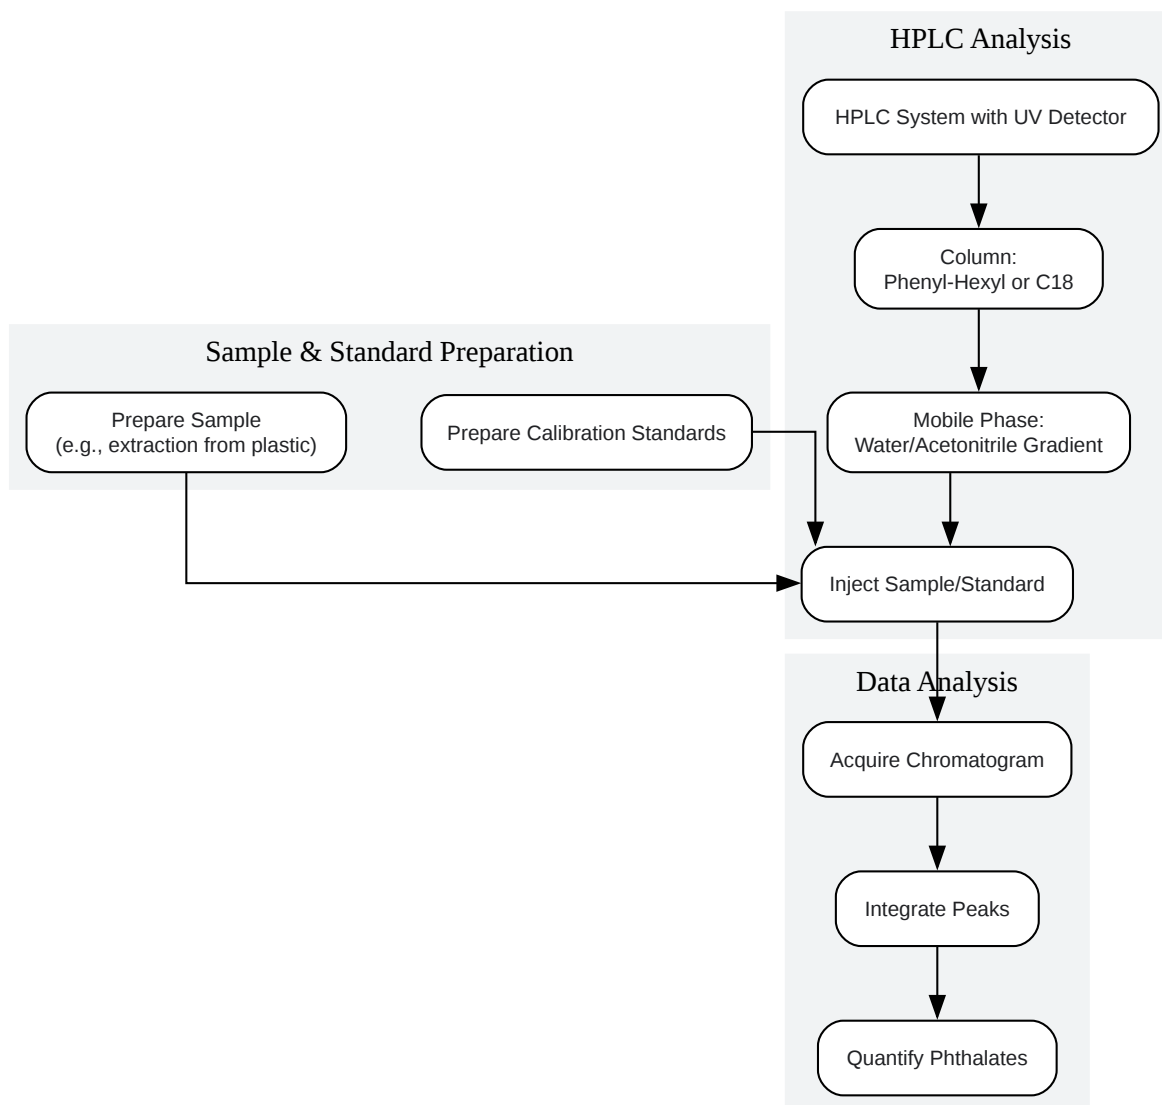 HPLC Analysis
HPLC System with UV Detector
Column:
Phenyl-Hexyl or C18
Sample & Standard Preparation
Prepare Sample
(e.g., extraction from plastic)
Prepare Calibration Standards
Mobile Phase:
Water/Acetonitrile Gradient
Inject Sample/Standard
Data Analysis
Acquire Chromatogram
Integrate Peaks
Quantify Phthalates